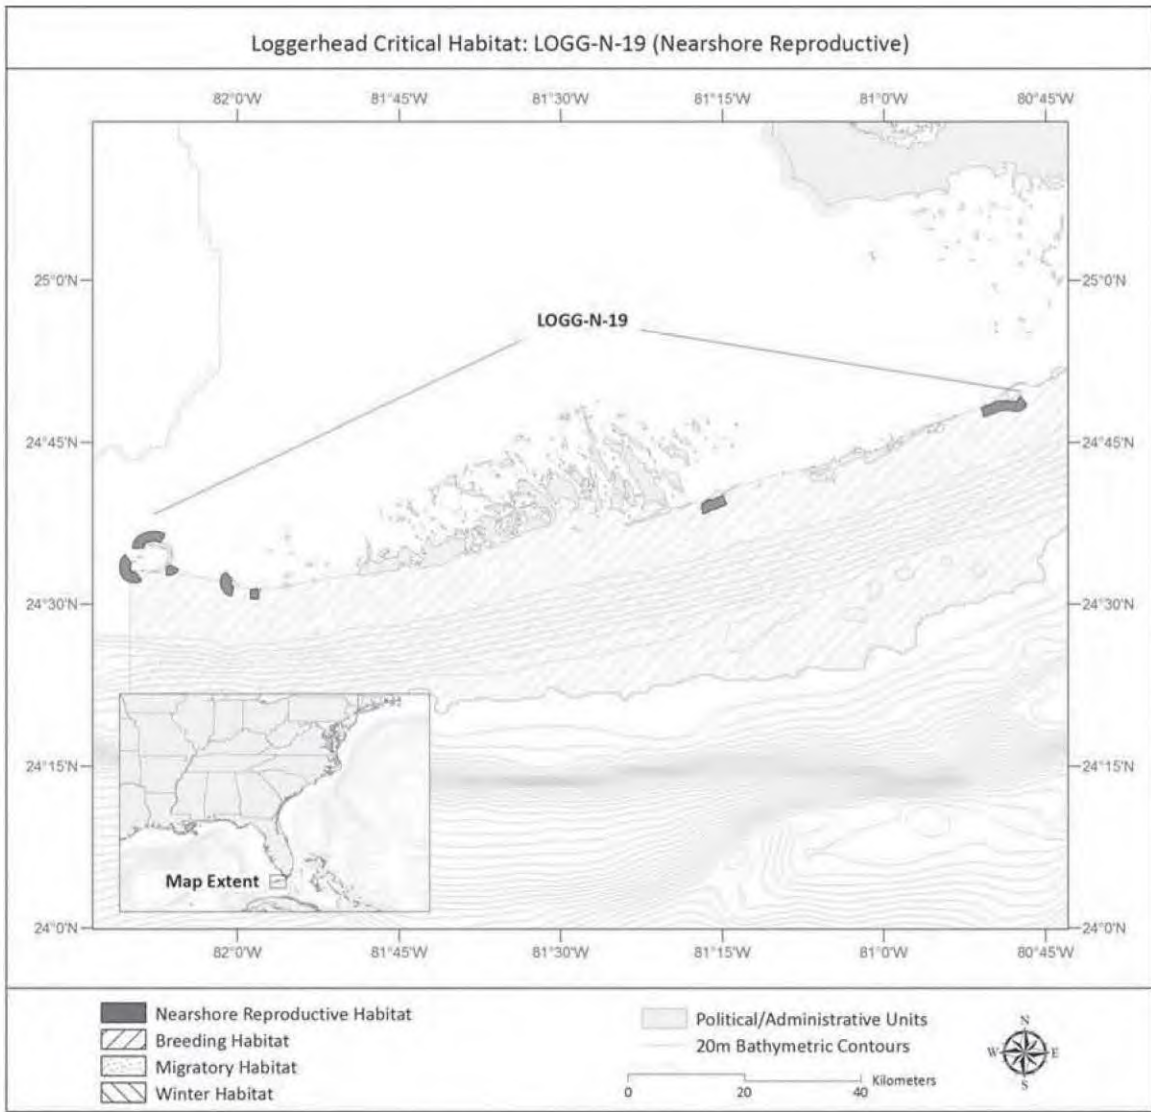 Loggerhead Critical Habitat: LOGG-N-19 (Nearshore Reproductive)
82°0'W 81°45'W 81°30'W 81°15'W 81°0'W 80°45'W
25°0'N 25°0'N
LOGG-N-19
24°45'N 24°45'N
24°30'N 24°30'N
24°15'N 24°15'N
Map Extent
24°0'N 24°0'N
82°0'W 81°45'W 81°30'W 81°15'W 81°0'W 80°45'W
Nearshore Reproductive Habitat
Breeding Habitat
Migratory Habitat
Winter Habitat
Political/Administrative Units
20m Bathymetric Contours
Kilometers
0 20 40
N
W E
S